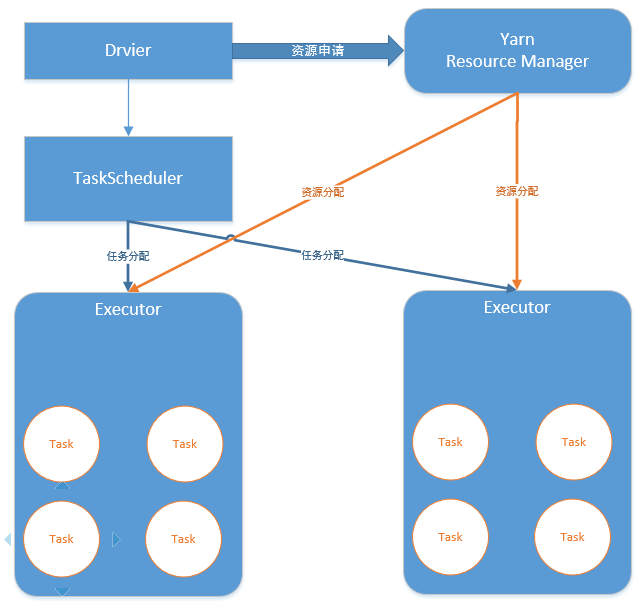 Drvier
资源申请
Yarn
Resource Manager
TaskScheduler
资源分配
资源分配
任务分配
任务分配
Executor
Executor
Task
Task
Task
Task
Task
Task
Task
Task